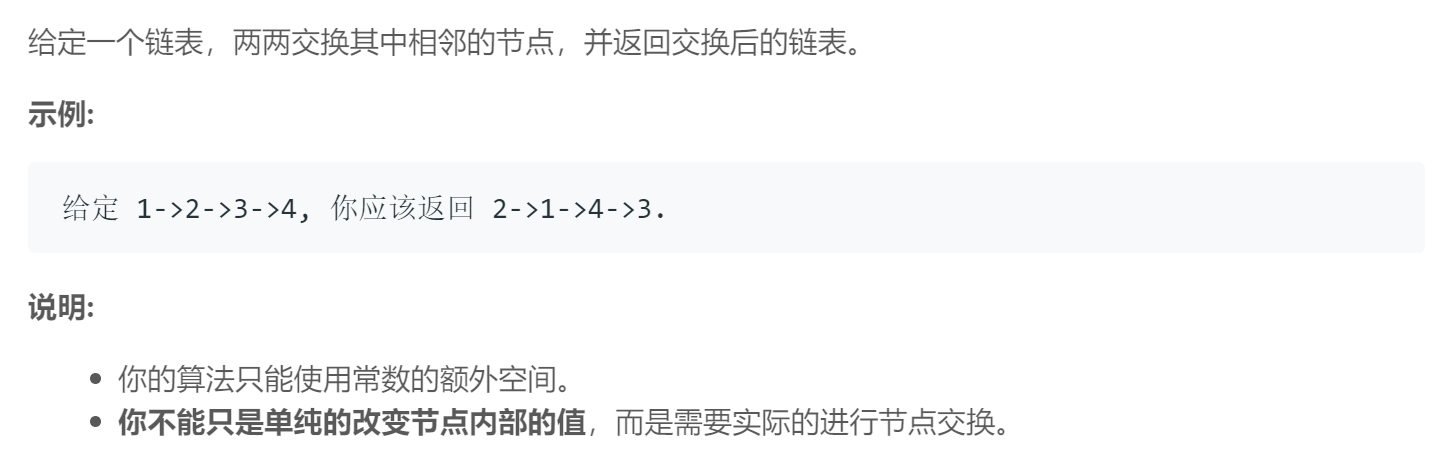 给定一个链表，两两交换其中相邻的节点，并返回交换后的链表。
示例:
给定 1->2->3->4, 你应该返回 2->1->4->3.
说明:
• 你的算法只能使用常数的额外空间。
• 你不能只是单纯的改变节点内部的值，而是需要实际的进行节点交换。